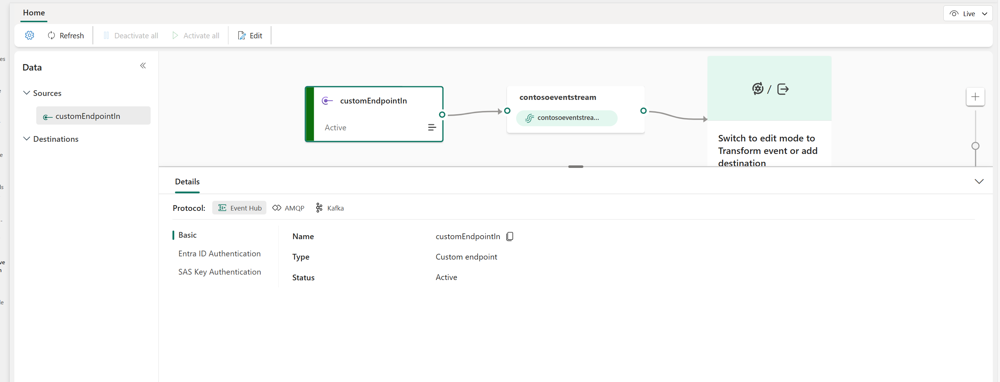 Home
Live
Refresh
Deactivate all
Activate all
Edit
Data
Sources
customEndpointIn
Destinations
customEndpointIn
Active
contosoeventstream
contosoeventstrea...
/
Switch to edit mode to
Transform event or add
destination
Details
Protocol:
Event Hub
AMQP
Kafka
Basic
Entra ID Authentication
SAS Key Authentication
Name
customEndpointIn
Type
Custom endpoint
Status
Active